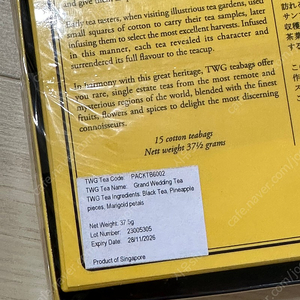 Early tea tasters, when visiting illustrious tea gardens, used
small squares of cotton to carry their tea samples, later
infusing them to select the most excellent harvests. Infused
in this manner, each tea revealed its character and
surrendered its full flavour to the teacup.
In harmony with this great heritage, TWG teabags offer
you rare, single estate teas from the most remote and
mysterious regions of the world, blended with the finest
fruits, flowers and spices to delight the most discerning
connoisseurs.
15 cotton teabags
Nett weight 37½ grams
TWG Tea Code: PACKTB6002
TWG Tea Name: Grand Wedding Tea
TWG Tea Ingredients: Black Tea, Pineapple
pieces, Marigold petals
Net Weight: 37.5g
Lot Number: 23005305
Expiry Date: 28/11/2026
Product of Singapore